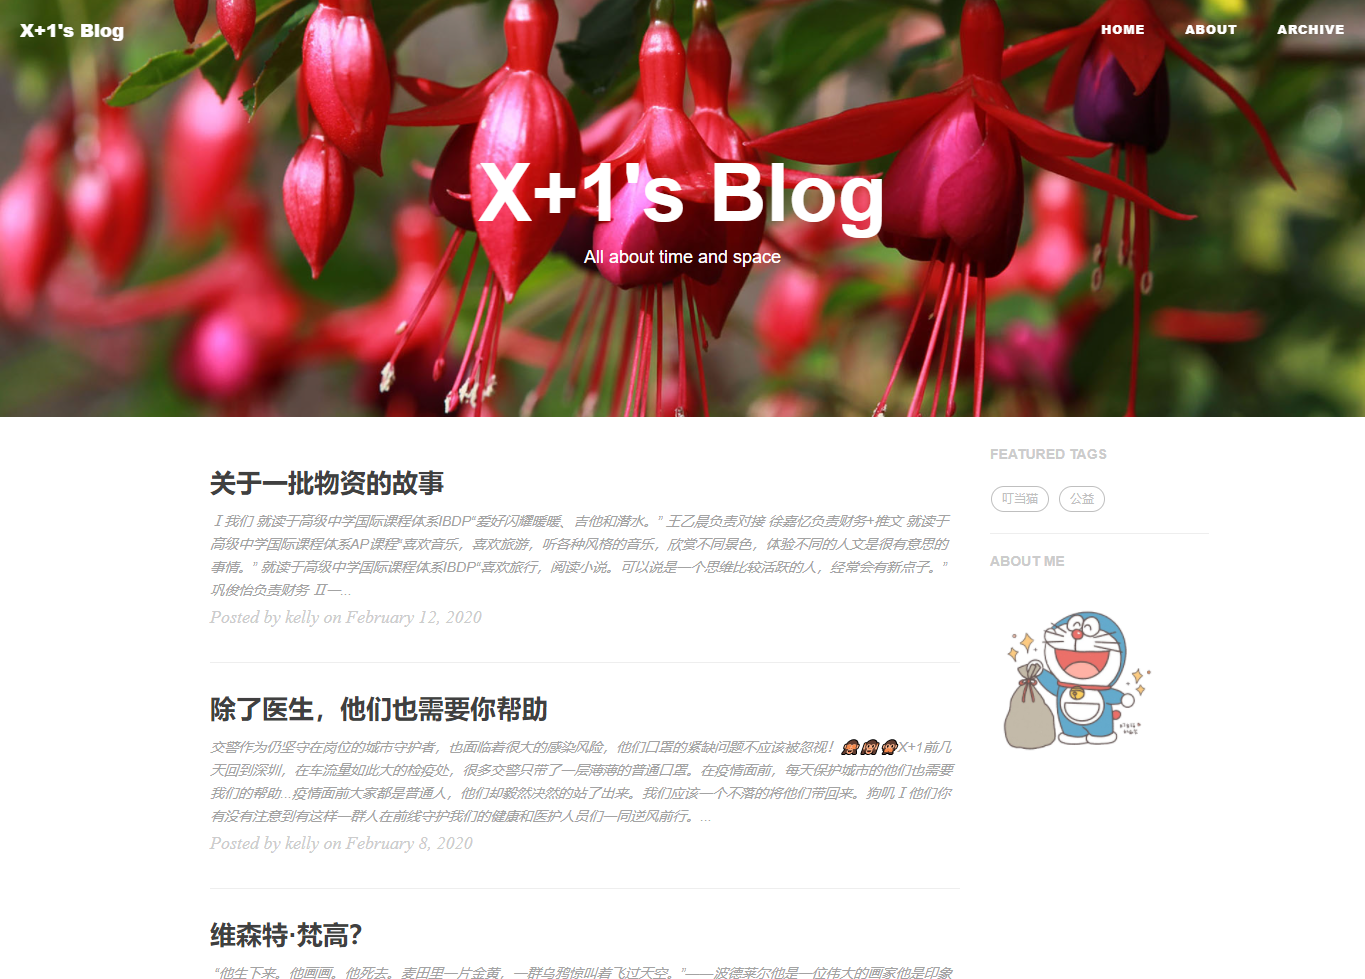 X+1's Blog
HOME ABOUT ARCHIVE
X+1's Blog
All about time and space
关于一批物资的故事
Ⅰ 我们 就读于高级中学国际课程体系IBDP“爱好闪耀暖暖、吉他和潜水。” 王乙晨负责对接 徐嘉忆负责财务+推文 就读于
高级中学国际课程体系AP课程“喜欢音乐，喜欢旅游，听各种风格的音乐，欣赏不同景色，体验不同的人文是很有意思的
事情。” 就读于高级中学国际课程体系IBDP“喜欢旅行，阅读小说。可以说是一个思维比较活跃的人，经常会有新点子。”
巩俊怡负责财务 Ⅱ一...
Posted by kelly on February 12, 2020
除了医生，他们也需要你帮助
交警作为仍坚守在岗位的城市守护者，也面临着很大的感染风险，他们口罩的紧缺问题不应该被忽视！🙈🙉🙊X+1前几
天回到深圳，在车流量如此大的检疫处，很多交警只带了一层薄薄的普通口罩。在疫情面前，每天保护城市的他们也需要
我们的帮助...疫情面前大家都是普通人，他们却毅然决然的站了出来。我们应该一个不落的将他们带回来。狗叽Ⅰ他们你
有没有注意到有这样一群人在前线守护我们的健康和医护人员们一同逆风前行。...
Posted by kelly on February 8, 2020
维森特·梵高?
“他生下来。他画画。他死去。麦田里一片金黄，一群乌鸦惊叫着飞过天空。”——波德莱尔他是一位伟大的画家他是印象
FEATURED TAGS
叮当猫 公益
ABOUT ME